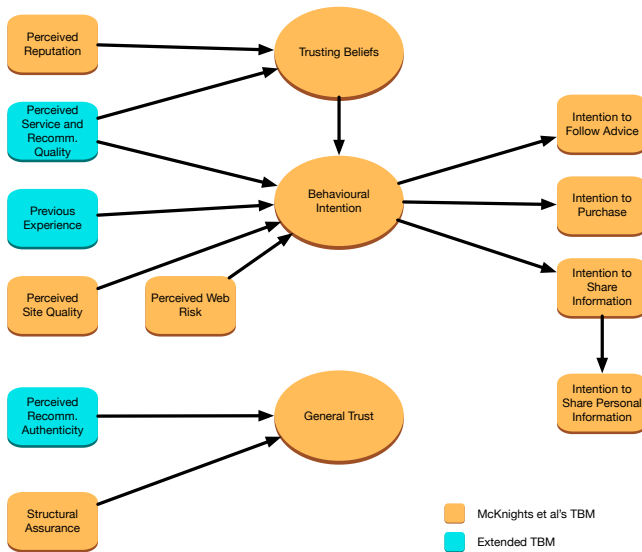 Perceived
Reputation
Trusting Beliefs
Perceived
Service and
Recomm.
Quality
Intention to
Follow Advice
Previous
Experience
Behavioural
Intention
Intention to
Purchase
Perceived
Site Quality
Perceived Web
Risk
Intention to
Share
Information
Perceived
Recomm.
Authenticity
General Trust
Intention to
Share Personal
Information
Structural
Assurance
McKnights et al's TBM
Extended TBM